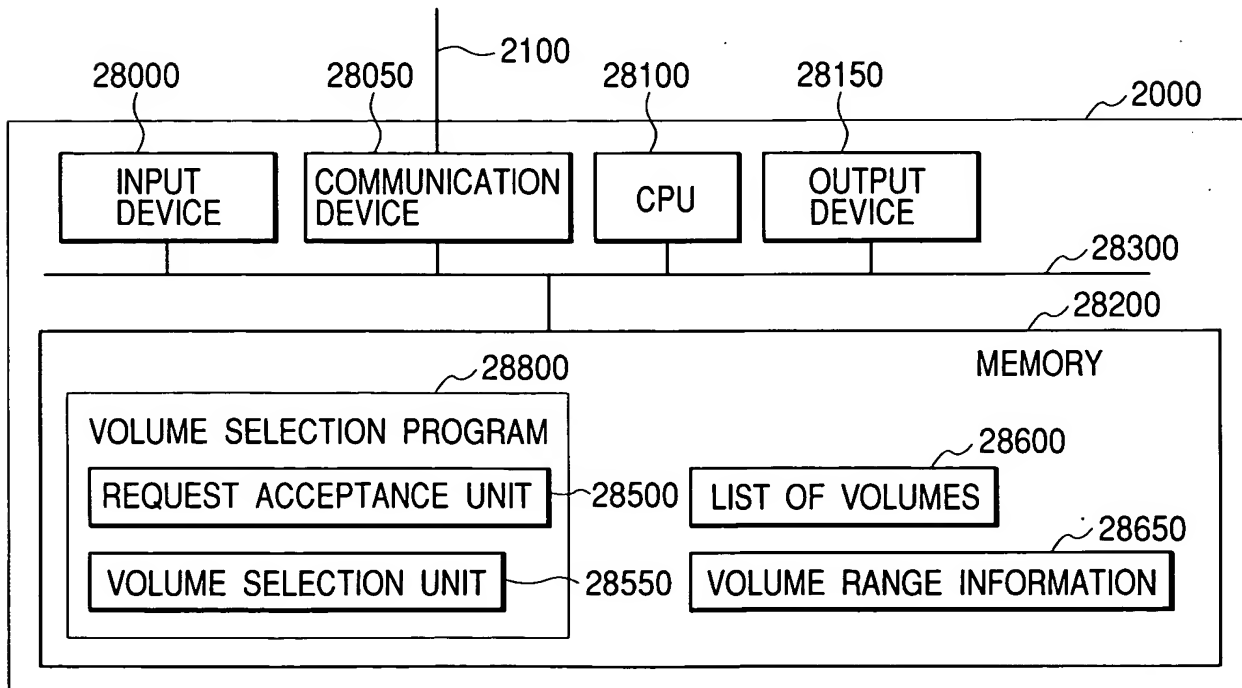 2100
28000
28050
28100
28150
2000
INPUT
DEVICE
COMMUNICATION
DEVICE
CPU
OUTPUT
DEVICE
28300
28200
MEMORY
28800
VOLUME SELECTION PROGRAM
REQUEST ACCEPTANCE UNIT
28500
VOLUME SELECTION UNIT
28550
28600
LIST OF VOLUMES
28650
VOLUME RANGE INFORMATION